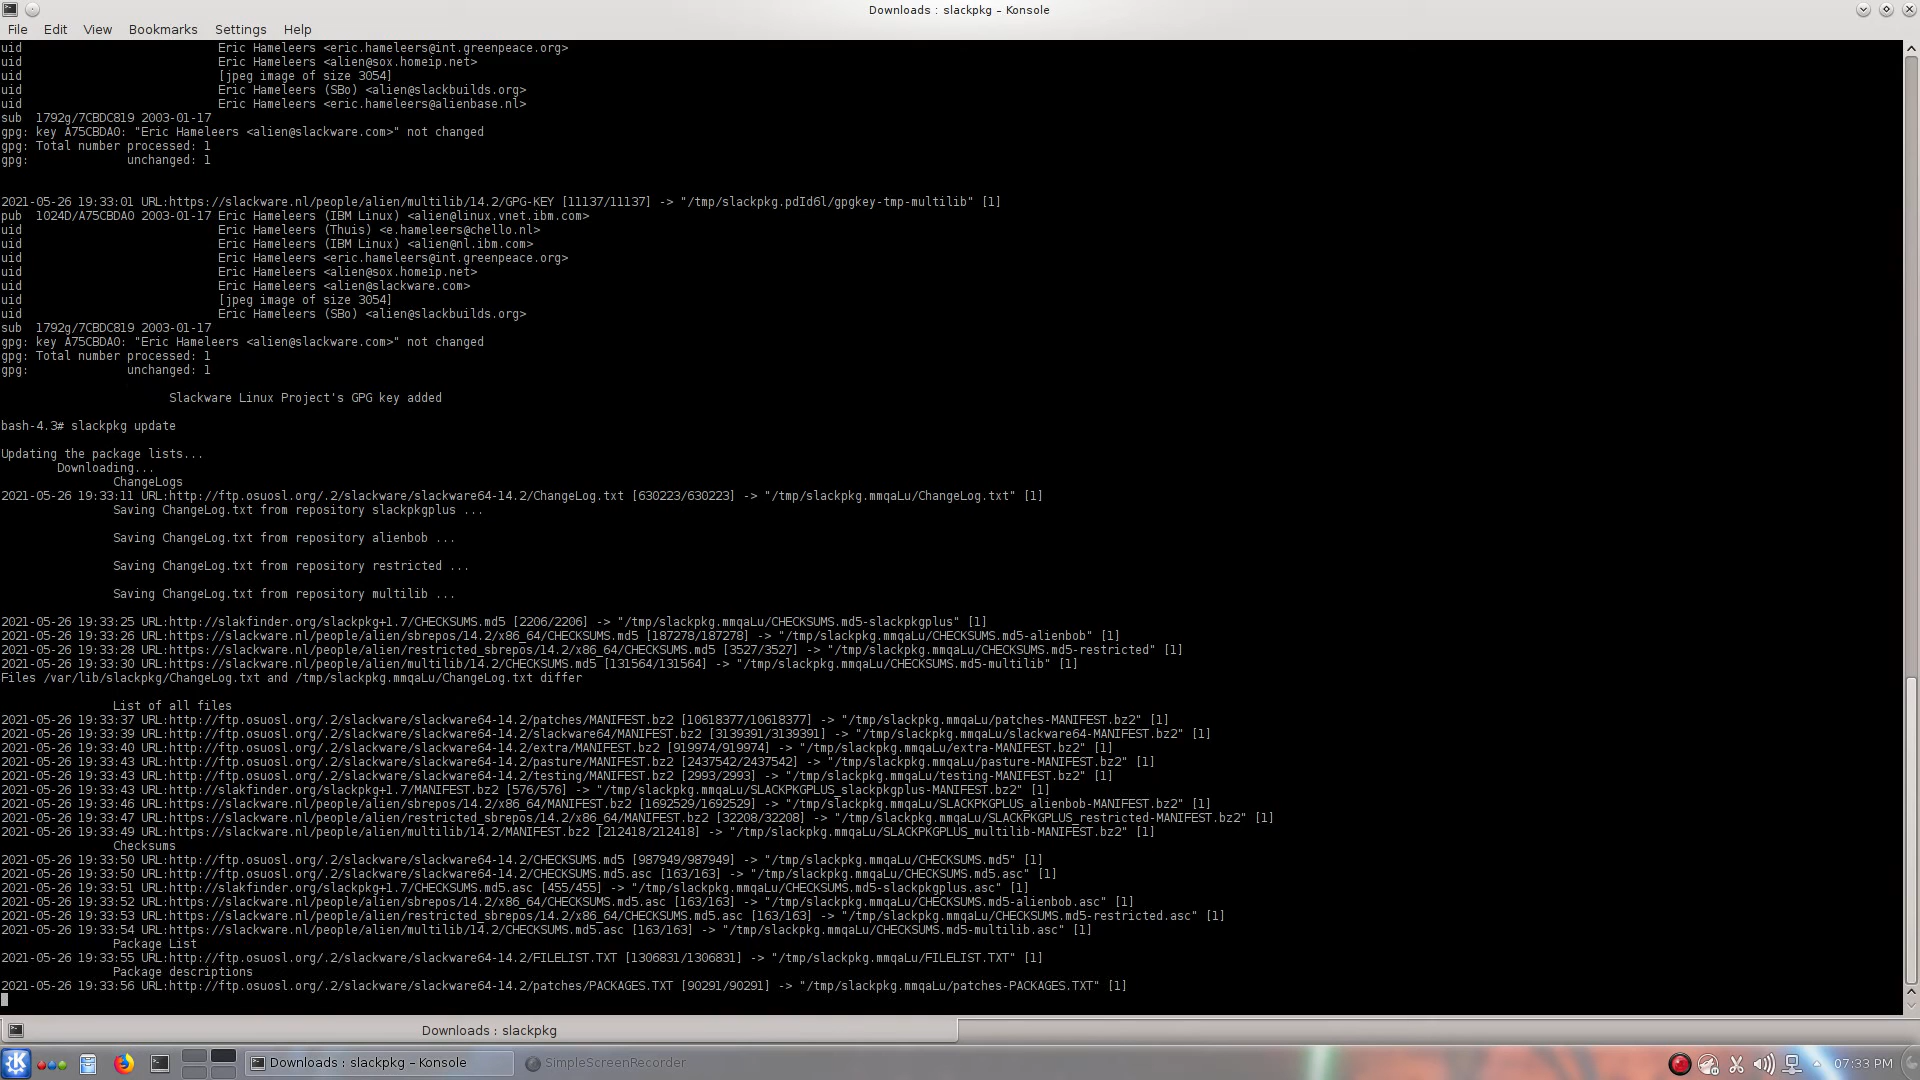 Downloads : slackpkg – Konsole
File Edit View Bookmarks Settings Help
uid                            Eric Hameleers <eric.hameleers@int.greenpeace.org>
uid                            Eric Hameleers <alien@sox.homeip.net>
uid                            [jpeg image of size 3054]
uid                            Eric Hameleers (SBo) <alien@slackbuilds.org>
uid                            Eric Hameleers <eric.hameleers@alienbase.nl>
sub  1792g/7CBDC819 2003-01-17
gpg: key A75CBDA0: "Eric Hameleers <alien@slackware.com>" not changed
gpg: Total number processed: 1
gpg:              unchanged: 1
2021-05-26 19:33:01 URL:https://slackware.nl/people/alien/multilib/14.2/GPG-KEY [11137/11137] -> "/tmp/slackpkg.pdId6l/gpgkey-tmp-multilib" [1]
pub  1024D/A75CBDA0 2003-01-17 Eric Hameleers (IBM Linux) <alien@linux.vnet.ibm.com>
uid                            Eric Hameleers (Thuis) <e.hameleers@chello.nl>
uid                            Eric Hameleers (IBM Linux) <alien@nl.ibm.com>
uid                            Eric Hameleers <eric.hameleers@int.greenpeace.org>
uid                            Eric Hameleers <alien@sox.homeip.net>
uid                            Eric Hameleers <alien@slackware.com>
uid                            [jpeg image of size 3054]
uid                            Eric Hameleers (SBo) <alien@slackbuilds.org>
sub  1792g/7CBDC819 2003-01-17
gpg: key A75CBDA0: "Eric Hameleers <alien@slackware.com>" not changed
gpg: Total number processed: 1
gpg:              unchanged: 1
Slackware Linux Project's GPG key added
bash-4.3# slackpkg update
Updating the package lists...
Downloading...
ChangeLogs
2021-05-26 19:33:11 URL:http://ftp.osuosl.org/.2/slackware/slackware64-14.2/ChangeLog.txt [630223/630223] -> "/tmp/slackpkg.mmqaLu/ChangeLog.txt" [1]
Saving ChangeLog.txt from repository slackpkgplus ...
Saving ChangeLog.txt from repository alienbob ...
Saving ChangeLog.txt from repository restricted ...
Saving ChangeLog.txt from repository multilib ...
2021-05-26 19:33:25 URL:http://slakfinder.org/slackpkg+1.7/CHECKSUMS.md5 [2206/2206] -> "/tmp/slackpkg.mmqaLu/CHECKSUMS.md5-slackpkgplus" [1]
2021-05-26 19:33:26 URL:https://slackware.nl/people/alien/sbrepos/14.2/x86_64/CHECKSUMS.md5 [187278/187278] -> "/tmp/slackpkg.mmqaLu/CHECKSUMS.md5-alienbob" [1]
2021-05-26 19:33:28 URL:https://slackware.nl/people/alien/restricted_sbrepos/14.2/x86_64/CHECKSUMS.md5 [3527/3527] -> "/tmp/slackpkg.mmqaLu/CHECKSUMS.md5-restricted" [1]
2021-05-26 19:33:30 URL:https://slackware.nl/people/alien/multilib/14.2/CHECKSUMS.md5 [131564/131564] -> "/tmp/slackpkg.mmqaLu/CHECKSUMS.md5-multilib" [1]
Files /var/lib/slackpkg/ChangeLog.txt and /tmp/slackpkg.mmqaLu/ChangeLog.txt differ
List of all files
2021-05-26 19:33:37 URL:http://ftp.osuosl.org/.2/slackware/slackware64-14.2/patches/MANIFEST.bz2 [10618377/10618377] -> "/tmp/slackpkg.mmqaLu/patches-MANIFEST.bz2" [1]
2021-05-26 19:33:39 URL:http://ftp.osuosl.org/.2/slackware/slackware64-14.2/slackware64/MANIFEST.bz2 [3139391/3139391] -> "/tmp/slackpkg.mmqaLu/slackware64-MANIFEST.bz2" [1]
2021-05-26 19:33:40 URL:http://ftp.osuosl.org/.2/slackware/slackware64-14.2/extra/MANIFEST.bz2 [919974/919974] -> "/tmp/slackpkg.mmqaLu/extra-MANIFEST.bz2" [1]
2021-05-26 19:33:43 URL:http://ftp.osuosl.org/.2/slackware/slackware64-14.2/pasture/MANIFEST.bz2 [2437542/2437542] -> "/tmp/slackpkg.mmqaLu/pasture-MANIFEST.bz2" [1]
2021-05-26 19:33:43 URL:http://ftp.osuosl.org/.2/slackware/slackware64-14.2/testing/MANIFEST.bz2 [2993/2993] -> "/tmp/slackpkg.mmqaLu/testing-MANIFEST.bz2" [1]
2021-05-26 19:33:43 URL:http://slakfinder.org/slackpkg+1.7/MANIFEST.bz2 [576/576] -> "/tmp/slackpkg.mmqaLu/SLACKPKGPLUS_slackpkgplus-MANIFEST.bz2" [1]
2021-05-26 19:33:46 URL:https://slackware.nl/people/alien/sbrepos/14.2/x86_64/MANIFEST.bz2 [1692529/1692529] -> "/tmp/slackpkg.mmqaLu/SLACKPKGPLUS_alienbob-MANIFEST.bz2" [1]
2021-05-26 19:33:47 URL:https://slackware.nl/people/alien/restricted_sbrepos/14.2/x86_64/MANIFEST.bz2 [32208/32208] -> "/tmp/slackpkg.mmqaLu/SLACKPKGPLUS_restricted-MANIFEST.bz2" [1]
2021-05-26 19:33:49 URL:https://slackware.nl/people/alien/multilib/14.2/MANIFEST.bz2 [212418/212418] -> "/tmp/slackpkg.mmqaLu/SLACKPKGPLUS_multilib-MANIFEST.bz2" [1]
Checksums
2021-05-26 19:33:50 URL:http://ftp.osuosl.org/.2/slackware/slackware64-14.2/CHECKSUMS.md5 [987949/987949] -> "/tmp/slackpkg.mmqaLu/CHECKSUMS.md5" [1]
2021-05-26 19:33:50 URL:http://ftp.osuosl.org/.2/slackware/slackware64-14.2/CHECKSUMS.md5.asc [163/163] -> "/tmp/slackpkg.mmqaLu/CHECKSUMS.md5.asc" [1]
2021-05-26 19:33:51 URL:http://slakfinder.org/slackpkg+1.7/CHECKSUMS.md5.asc [455/455] -> "/tmp/slackpkg.mmqaLu/CHECKSUMS.md5-slackpkgplus.asc" [1]
2021-05-26 19:33:52 URL:https://slackware.nl/people/alien/sbrepos/14.2/x86_64/CHECKSUMS.md5.asc [163/163] -> "/tmp/slackpkg.mmqaLu/CHECKSUMS.md5-alienbob.asc" [1]
2021-05-26 19:33:53 URL:https://slackware.nl/people/alien/restricted_sbrepos/14.2/x86_64/CHECKSUMS.md5.asc [163/163] -> "/tmp/slackpkg.mmqaLu/CHECKSUMS.md5-restricted.asc" [1]
2021-05-26 19:33:54 URL:https://slackware.nl/people/alien/multilib/14.2/CHECKSUMS.md5.asc [163/163] -> "/tmp/slackpkg.mmqaLu/CHECKSUMS.md5-multilib.asc" [1]
Package List
2021-05-26 19:33:55 URL:http://ftp.osuosl.org/.2/slackware/slackware64-14.2/FILELIST.TXT [1306831/1306831] -> "/tmp/slackpkg.mmqaLu/FILELIST.TXT" [1]
Package descriptions
2021-05-26 19:33:56 URL:http://ftp.osuosl.org/.2/slackware/slackware64-14.2/patches/PACKAGES.TXT [90291/90291] -> "/tmp/slackpkg.mmqaLu/patches-PACKAGES.TXT" [1]
Downloads : slackpkg
Downloads : slackpkg – Konsole SimpleScreenRecorder 07:33 PM